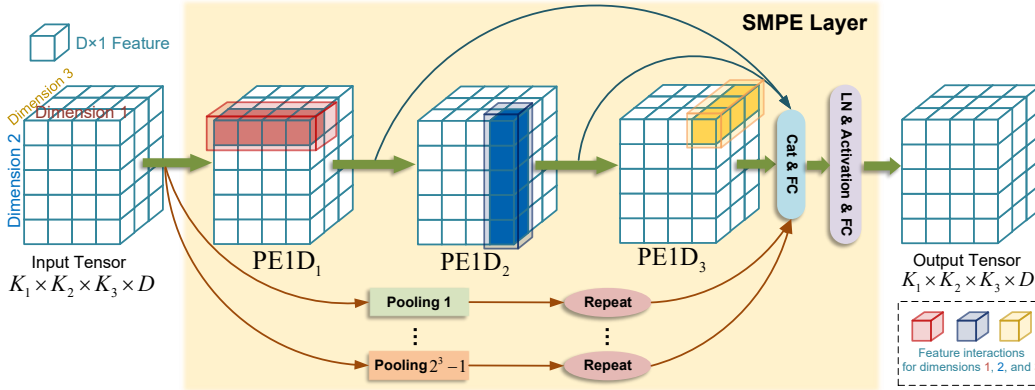 SMPE Layer
D×1 Feature
Dimension 3
Dimension 1
Dimension 2
Input Tensor
K₁ × K₂ × K₃ × D
PE1D₁
PE1D₂
PE1D₃
Cat & FC
LN & Activation & FC
Output Tensor
K₁ × K₂ × K₃ × D
Pooling 1
Repeat
⋮
⋮
Pooling 2³ −1
Repeat
Feature interactions
for dimensions 1, 2, and